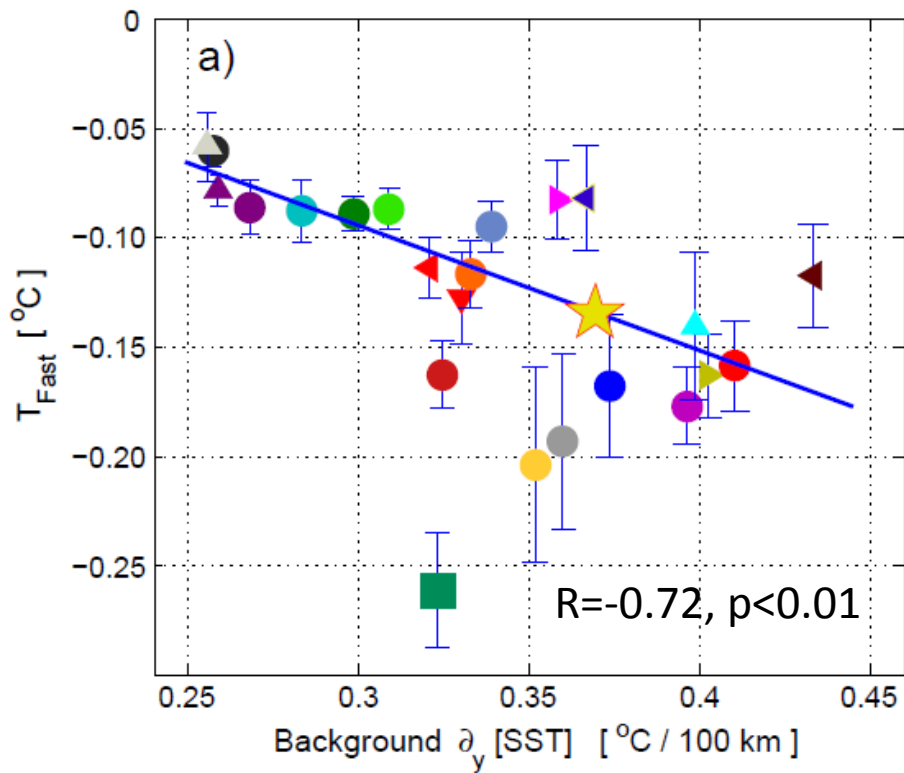 a)
0
−0.05
−0.10
−0.15
−0.20
−0.25
T_Fast [ °C ]
R=-0.72, p<0.01
0.25 0.3 0.35 0.4 0.45
Background ∂_y [SST] [ °C / 100 km ]